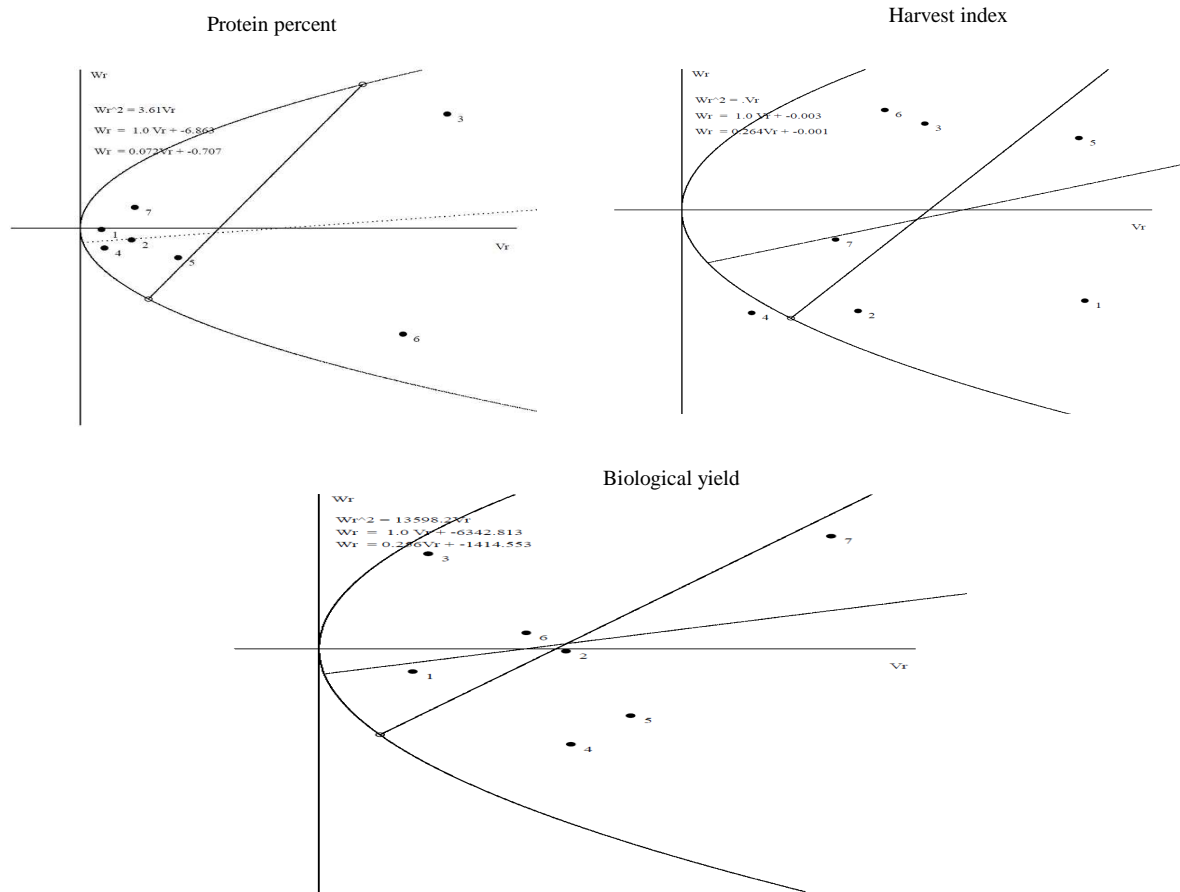 Protein percent
Wr
Wr^2 = 3.61Vr
Wr = 1.0 Vr + -6.863
Wr = 0.072Vr + -0.707
3
7
1
2
4
5
Vr
6
Harvest index
Wr
Wr^2 = .Vr
Wr = 1.0 Vr + -0.003
Wr = 0.264Vr + -0.001
6
3
5
Vr
7
1
4
2
Biological yield
Wr
Wr^2 = 13598.2Vr
Wr = 1.0 Vr + -6342.813
Wr = 0.256Vr + -1414.553
3
7
6
2
Vr
1
5
4